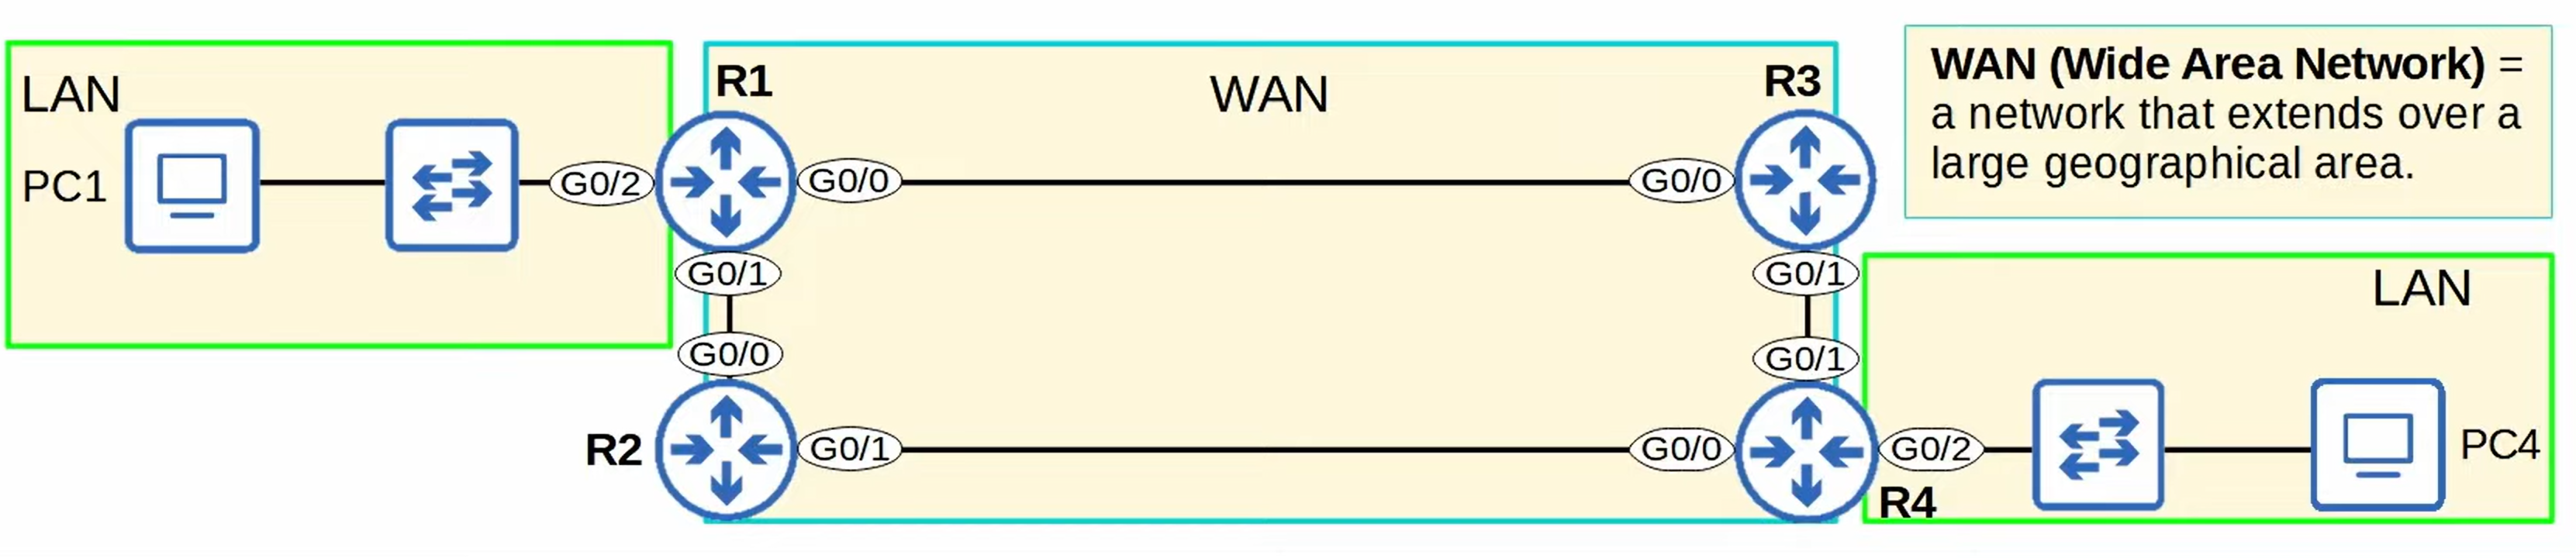 LAN
PC1
G0/2
R1
G0/0
G0/1
WAN
R3
G0/0
G0/1
WAN (Wide Area Network) =
a network that extends over a
large geographical area.
G0/0
R2
G0/1
G0/1
G0/0
R4
G0/2
LAN
PC4